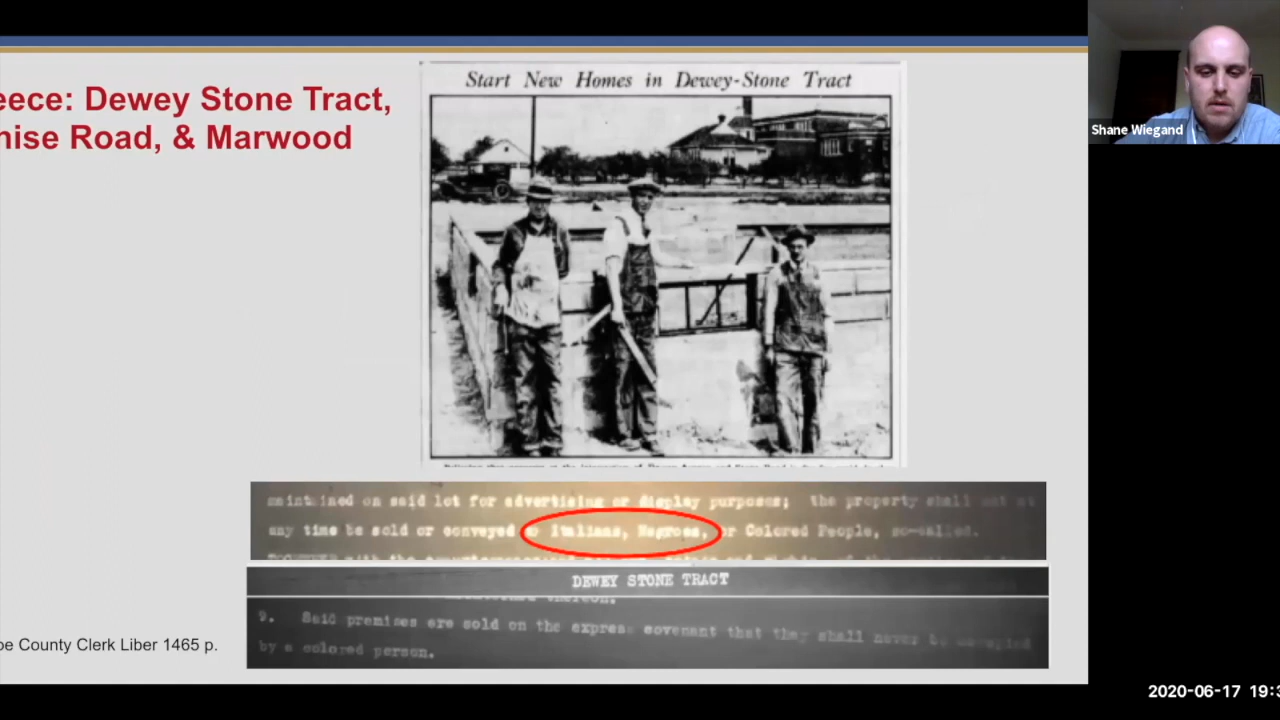 eece: Dewey Stone Tract,
nise Road, & Marwood
Start New Homes in Dewey-Stone Tract
maintained on said lot for advertising or display purposes; the property shall not at
any time be sold or conveyed to Italians, Negroes, or Colored People, so-called.
DEWEY STONE TRACT
9. Said premises are sold on the express covenant that they shall never be occupied
by a colored person.
oe County Clerk Liber 1465 p.
Shane Wiegand
2020-06-17 19:3